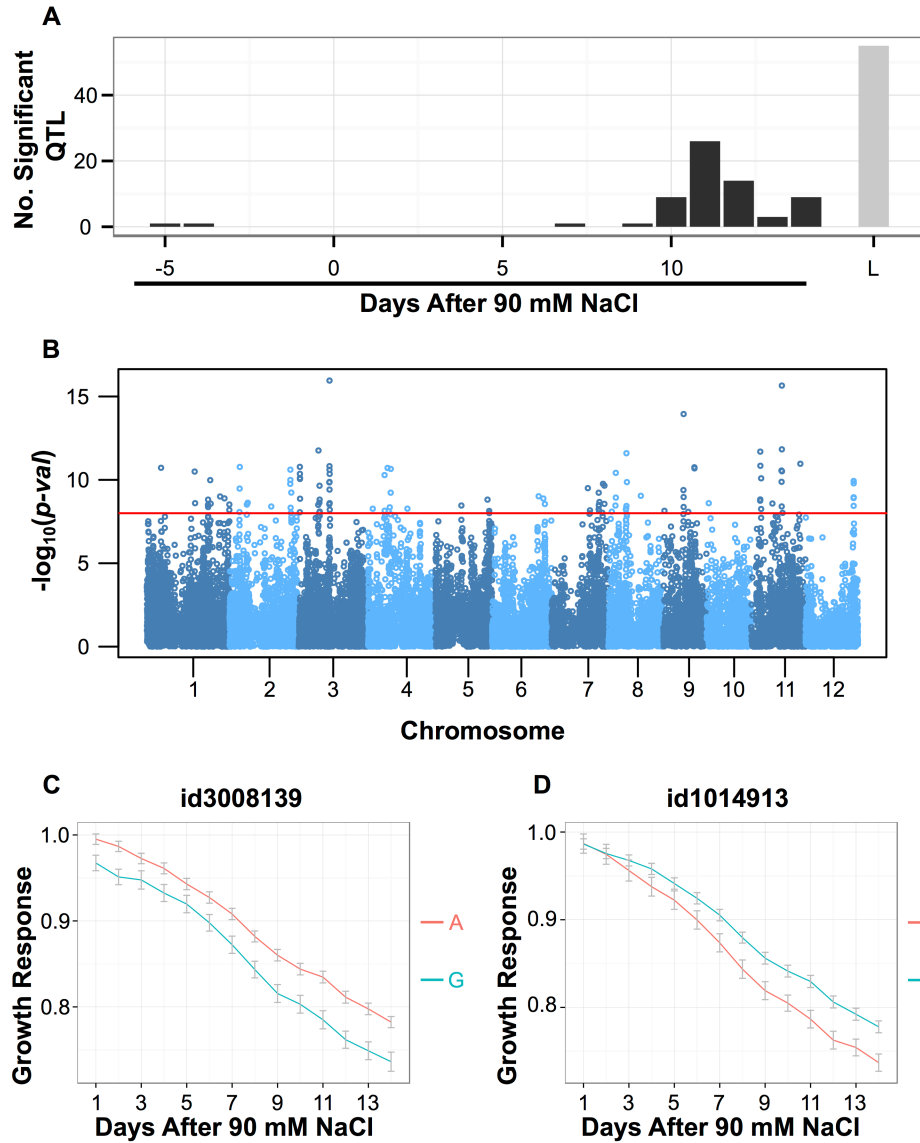 A
No. Significant
QTL
40
20
0
-5 0 5 10 L
Days After 90 mM NaCl
B
-log10(p-val)
15
10
5
0
1 2 3 4 5 6 7 8 9 10 11 12
Chromosome
C
id3008139
Growth Response
1.0
0.9
0.8
A
G
1 3 5 7 9 11 13
Days After 90 mM NaCl
D
id1014913
Growth Response
1.0
0.9
0.8
1 3 5 7 9 11 13
Days After 90 mM NaCl